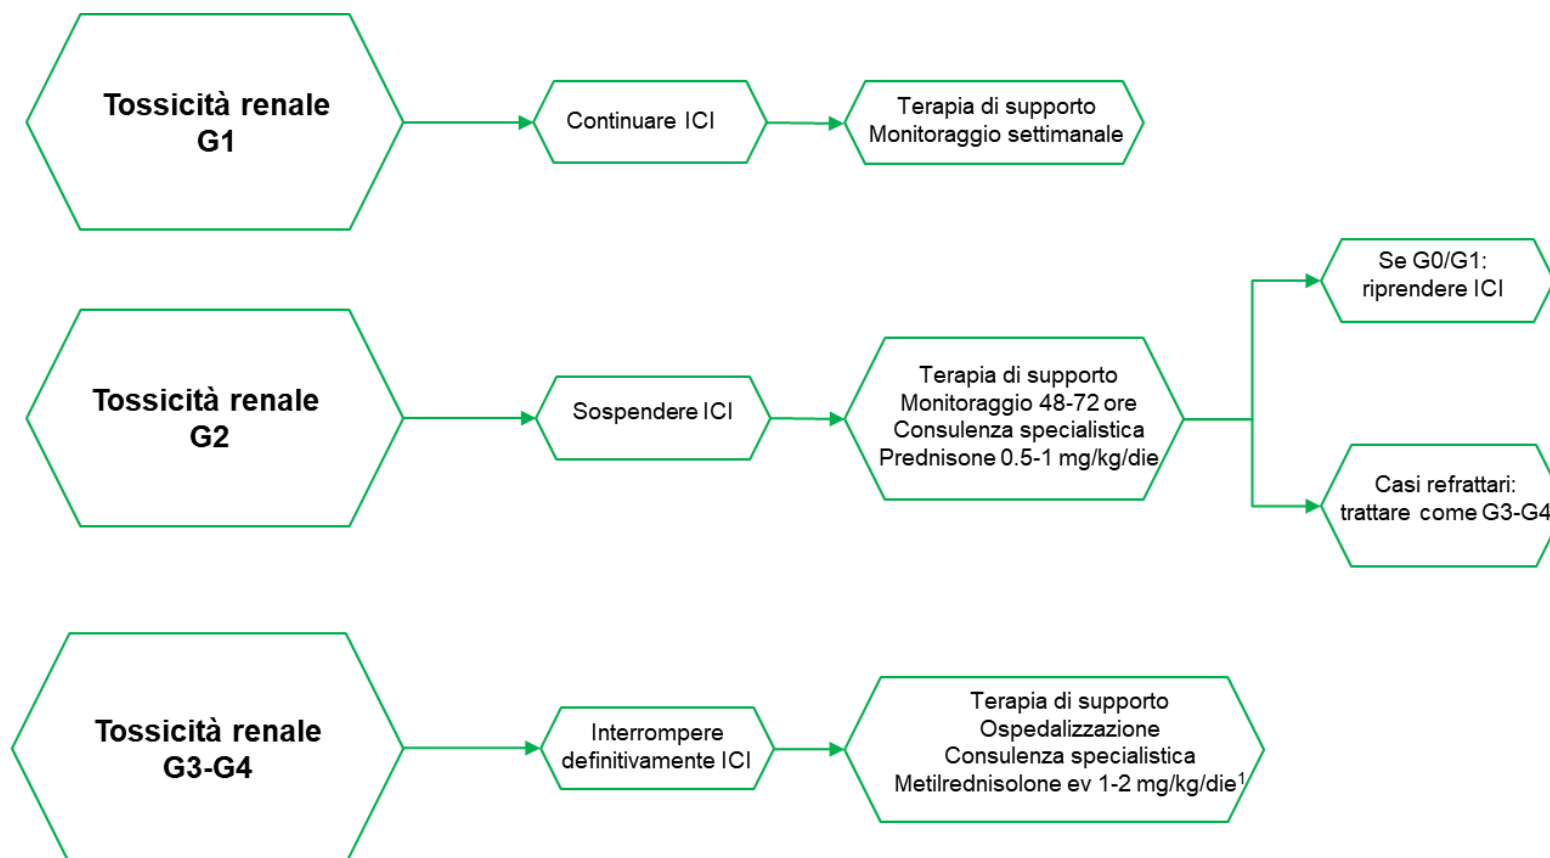 Tossicità renale
G1
Continuare ICI
Terapia di supporto
Monitoraggio settimanale
Tossicità renale
G2
Sospendere ICI
Terapia di supporto
Monitoraggio 48-72 ore
Consulenza specialistica
Prednisone 0.5-1 mg/kg/die
Se G0/G1:
riprendere ICI
Casi refrattari:
trattare come G3-G4
Tossicità renale
G3-G4
Interrompere
definitivamente ICI
Terapia di supporto
Ospedalizzazione
Consulenza specialistica
Metilrednisolone ev 1-2 mg/kg/die¹